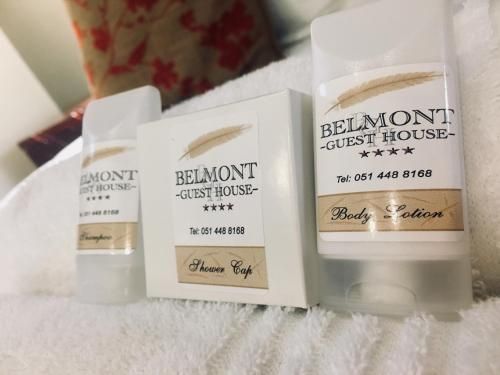 BELMONT
-GUEST HOUSE-
★★★★
Tel: 051 448 8168
Shampoo
BELMONT
-GUEST HOUSE-
★★★★
Tel: 051 448 8168
Shower Cap
BELMONT
-GUEST HOUSE-
★★★★
Tel: 051 448 8168
Body Lotion